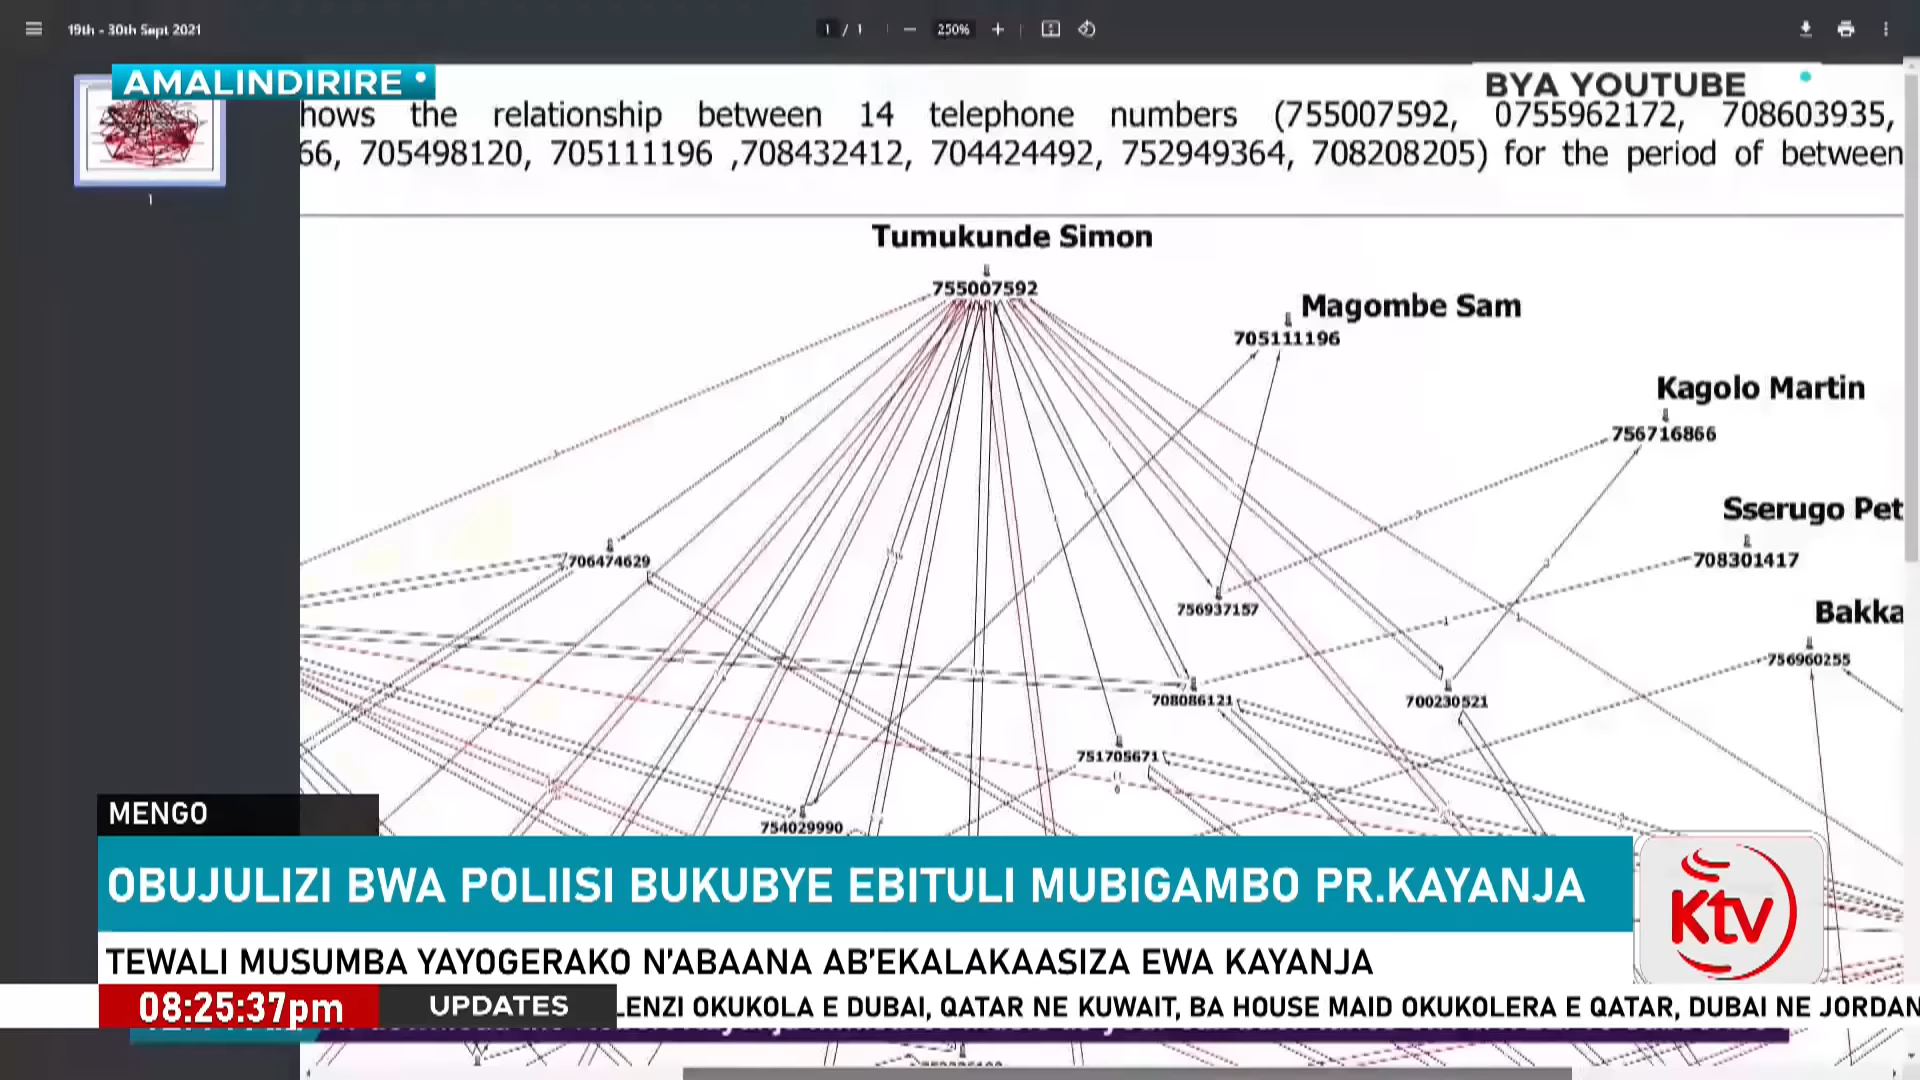 19th - 30th Sept 2021
1 / 1
250%
AMALINDIRIRE
BYA YOUTUBE
1
hows the relationship between 14 telephone numbers (755007592, 0755962172, 708603935,
66, 705498120, 705111196 ,708432412, 704424492, 752949364, 708208205) for the period of between
Tumukunde Simon
755007592
Magombe Sam
705111196
Kagolo Martin
756716866
Sserugo Pet
708301417
706474629
756937157
Bakka
756960255
708086121
700230521
751705671
754029990
MENGO
OBUJULIZI BWA POLIISI BUKUBYE EBITULI MUBIGAMBO PR.KAYANJA
Ktv
TEWALI MUSUMBA YAYOGERAKO N'ABAANA AB'EKALAKAASIZA EWA KAYANJA
08:25:37pm
UPDATES
LENZI OKUKOLA E DUBAI, QATAR NE KUWAIT, BA HOUSE MAID OKUKOLERA E QATAR, DUBAI NE JORDAN